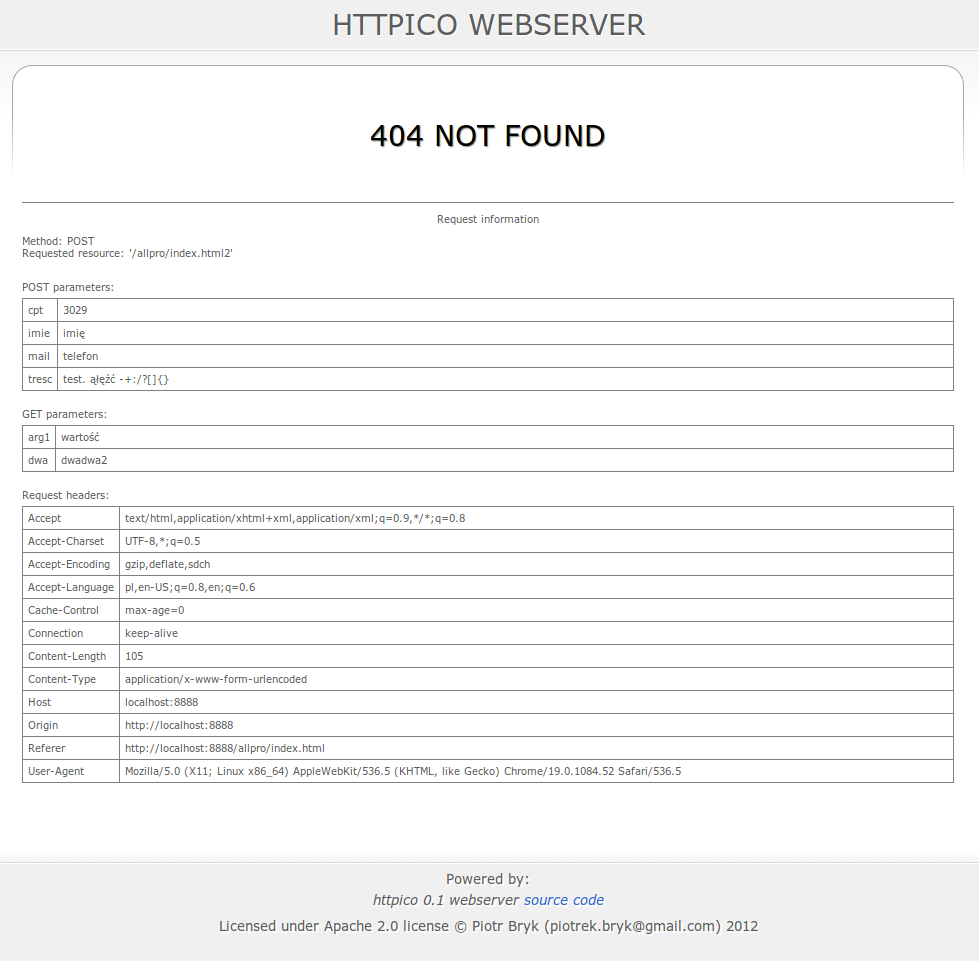 HTTPICO WEBSERVER
404 NOT FOUND
Request information
Method: POST
Requested resource: '/allpro/index.html2'
POST parameters:
cpt 3029
imie imię
mail telefon
tresc test. ąłęźć -+:/?[]{}
GET parameters:
arg1 wartość
dwa dwadwa2
Request headers:
Accept text/html,application/xhtml+xml,application/xml;q=0.9,*/*;q=0.8
Accept-Charset UTF-8,*;q=0.5
Accept-Encoding gzip,deflate,sdch
Accept-Language pl,en-US;q=0.8,en;q=0.6
Cache-Control max-age=0
Connection keep-alive
Content-Length 105
Content-Type application/x-www-form-urlencoded
Host localhost:8888
Origin http://localhost:8888
Referer http://localhost:8888/allpro/index.html
User-Agent Mozilla/5.0 (X11; Linux x86_64) AppleWebKit/536.5 (KHTML, like Gecko) Chrome/19.0.1084.52 Safari/536.5
Powered by:
httpico 0.1 webserver source code
Licensed under Apache 2.0 license © Piotr Bryk (piotrek.bryk@gmail.com) 2012